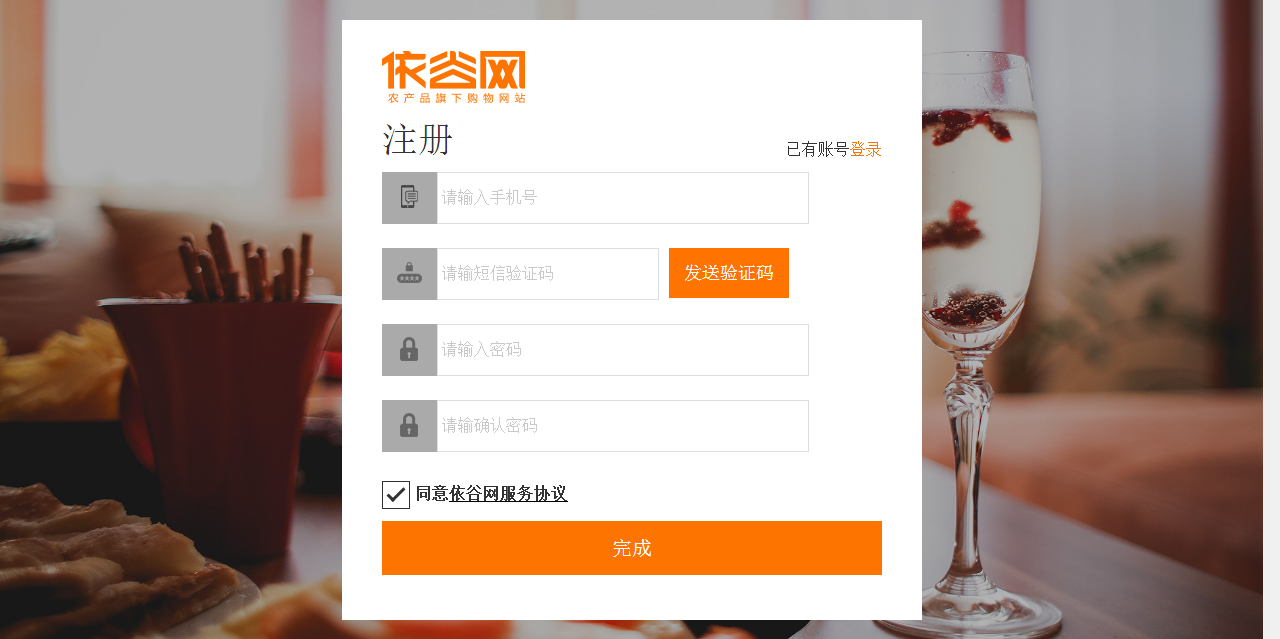 依谷网
农产品旗下购物网站
注册
已有账号登录
请输入手机号
请输短信验证码
发送验证码
请输入密码
请输确认密码
同意依谷网服务协议
完成